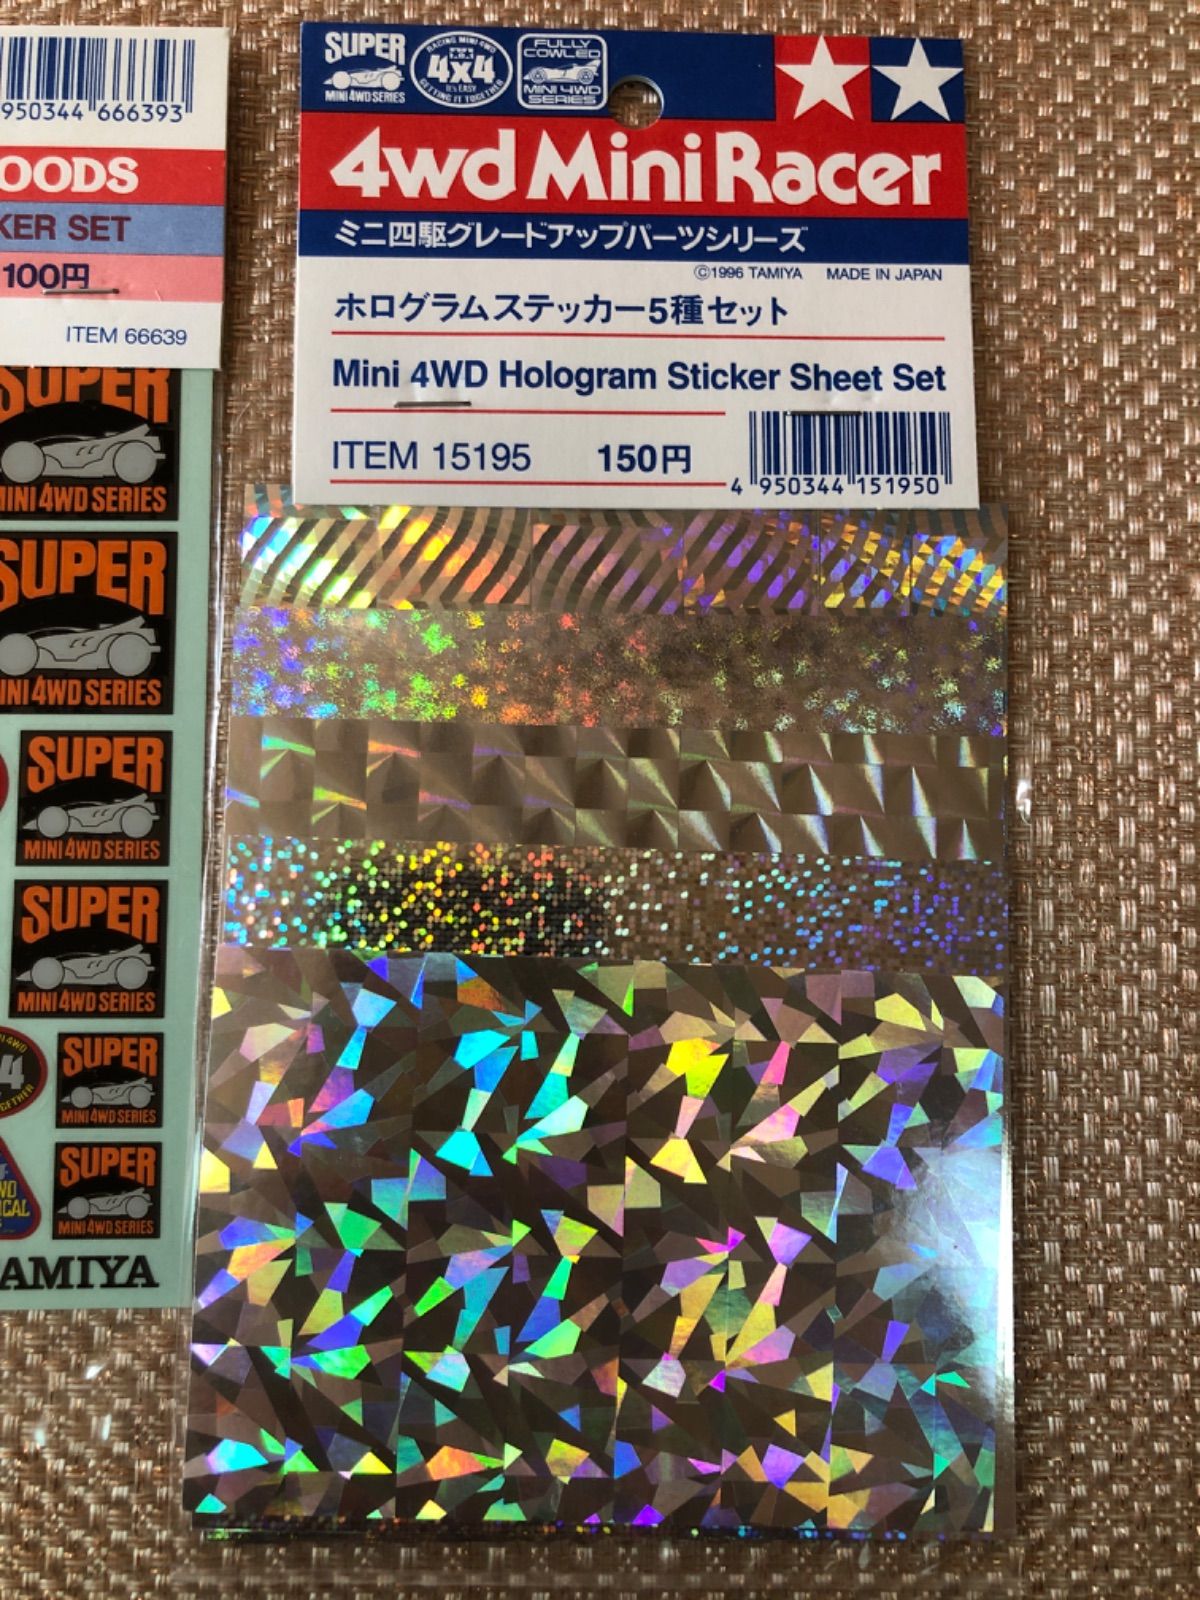 950344 666393
OODS
KER SET
100円
ITEM 66639
SUPER
MINI 4WD SERIES
SUPER
MINI 4WD SERIES
SUPER
MINI 4WD SERIES
SUPER
MINI 4WD SERIES
SUPER
MINI 4WD SERIES
SUPER
MINI 4WD SERIES
AMIYA
SUPER
MINI 4WD SERIES
RACING MINI 4WD
4x4
IT'S EASY
GETTING IT TOGETHER
FULLY
COWLED
MINI 4WD
SERIES
4wd Mini Racer
ミニ四駆グレードアップパーツシリーズ
©1996 TAMIYA MADE IN JAPAN
ホログラムステッカー5種セット
Mini 4WD Hologram Sticker Sheet Set
ITEM 15195 150円
4 950344 151950